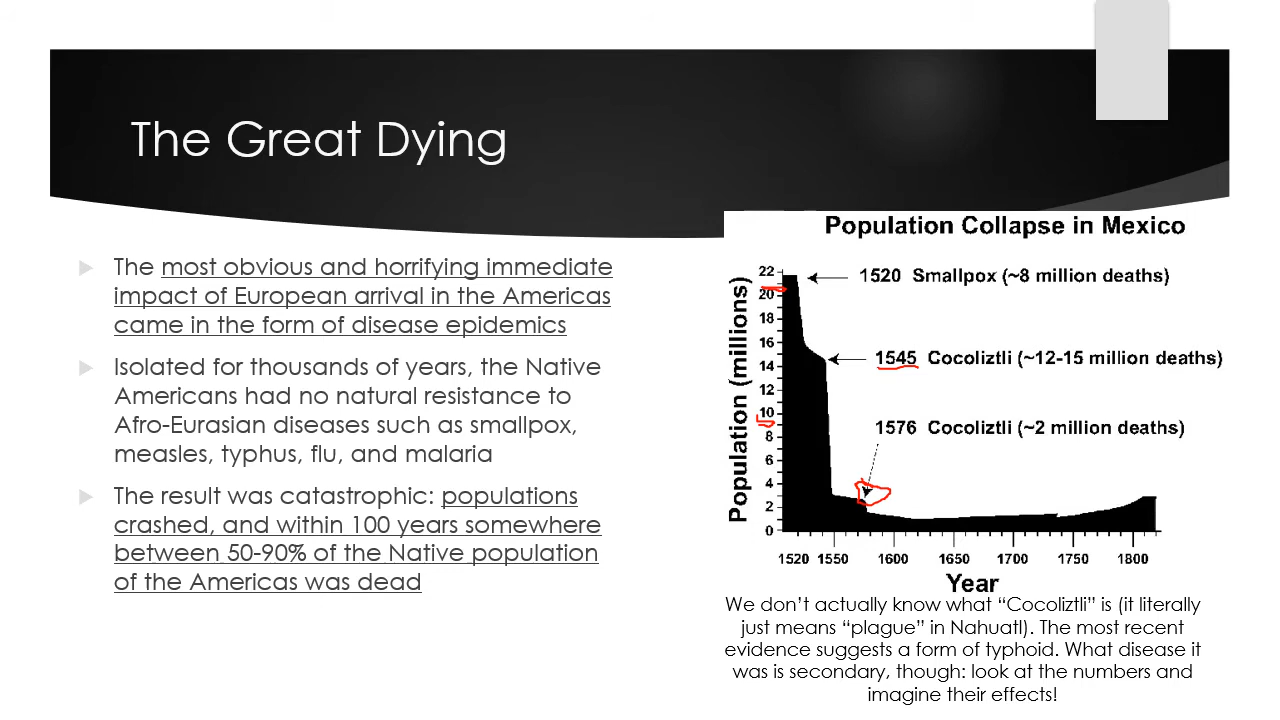 The Great Dying
The most obvious and horrifying immediate
impact of European arrival in the Americas
came in the form of disease epidemics
Isolated for thousands of years, the Native
Americans had no natural resistance to
Afro-Eurasian diseases such as smallpox,
measles, typhus, flu, and malaria
The result was catastrophic: populations
crashed, and within 100 years somewhere
between 50-90% of the Native population
of the Americas was dead
Population Collapse in Mexico
Population (millions)
22
20
18
16
14
12
10
8
6
4
2
0
1520 Smallpox (~8 million deaths)
1545 Cocoliztli (~12-15 million deaths)
1576 Cocoliztli (~2 million deaths)
1520 1550 1600 1650 1700 1750 1800
Year
We don’t actually know what “Cocoliztli” is (it literally
just means “plague” in Nahuatl). The most recent
evidence suggests a form of typhoid. What disease it
was is secondary, though: look at the numbers and
imagine their effects!